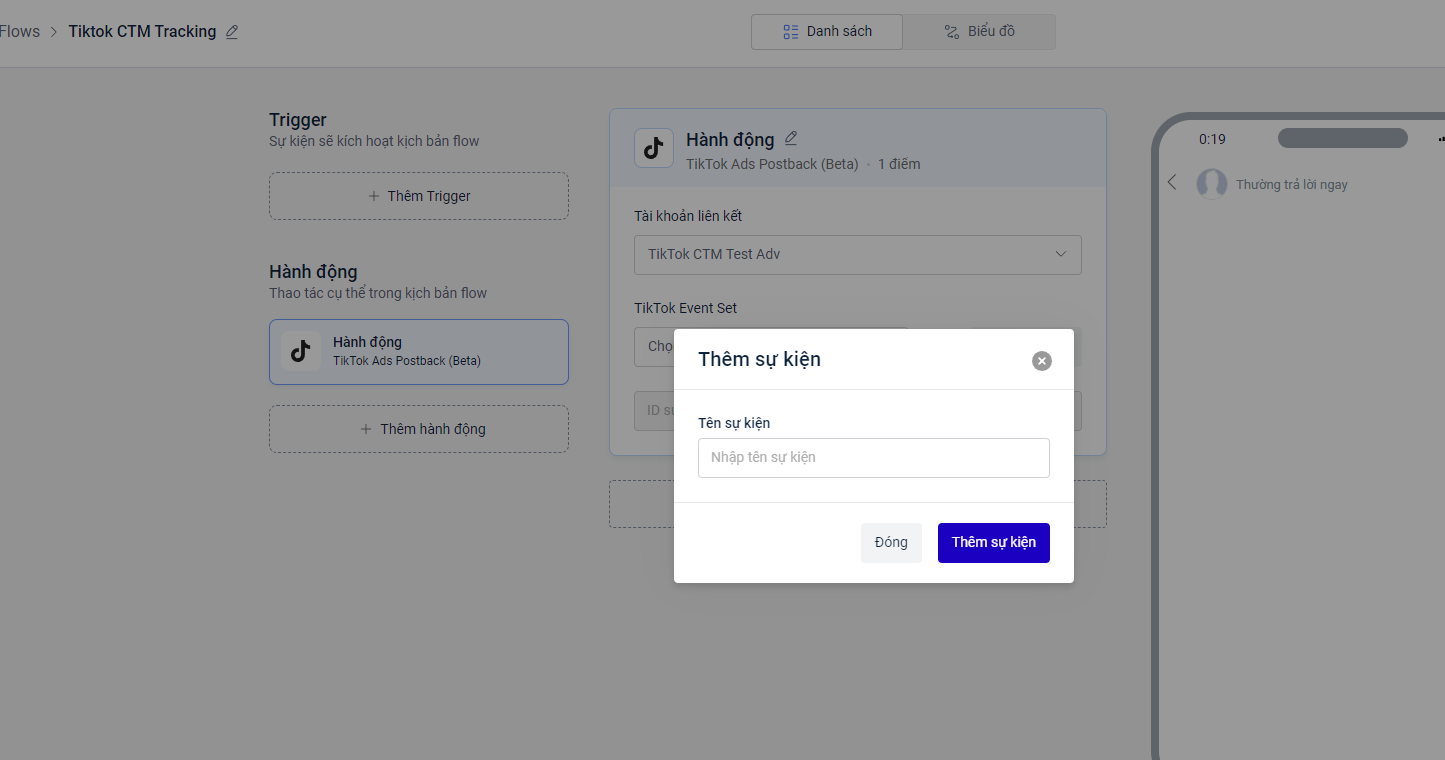 Flows > Tiktok CTM Tracking
Danh sách
Biểu đồ
Trigger
Sự kiện sẽ kích hoạt kịch bản flow
+ Thêm Trigger
Hành động
Thao tác cụ thể trong kịch bản flow
Hành động
TikTok Ads Postback (Beta)
+ Thêm hành động
Hành động
TikTok Ads Postback (Beta) • 1 điểm
Tài khoản liên kết
TikTok CTM Test Adv
TikTok Event Set
ID
Thêm sự kiện
Tên sự kiện
Nhập tên sự kiện
Đóng
Thêm sự kiện
0:19
Thường trả lời ngay